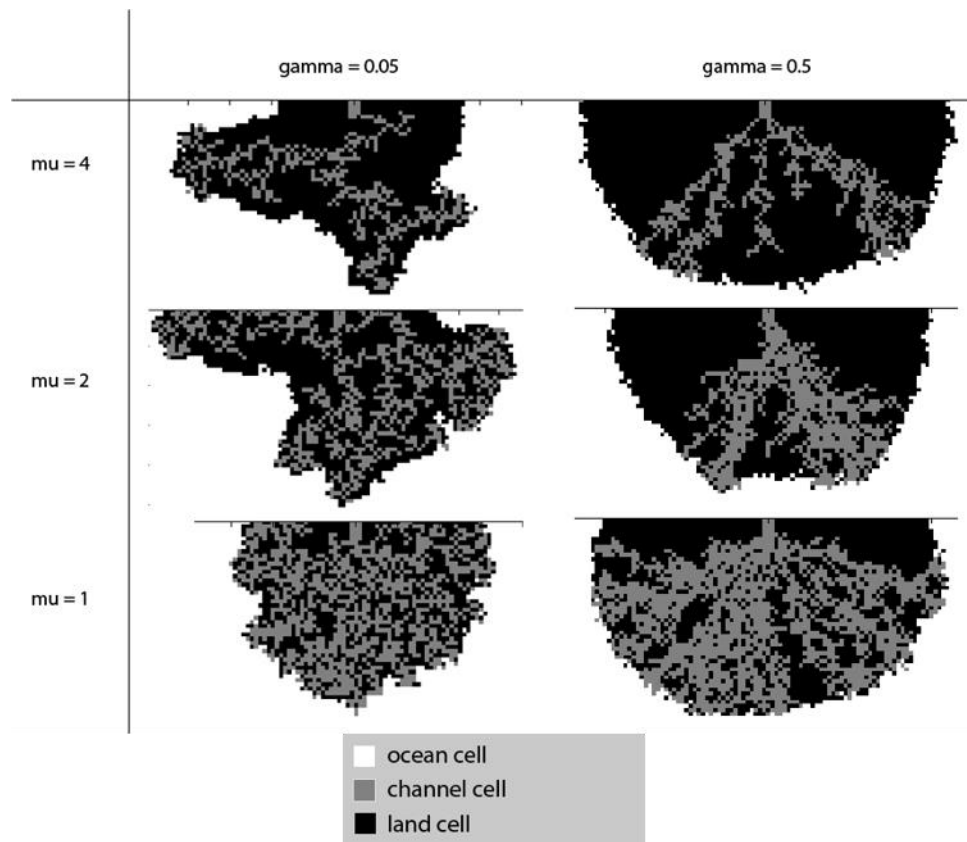 gamma = 0.05
gamma = 0.5
mu = 4
mu = 2
mu = 1
ocean cell
channel cell
land cell